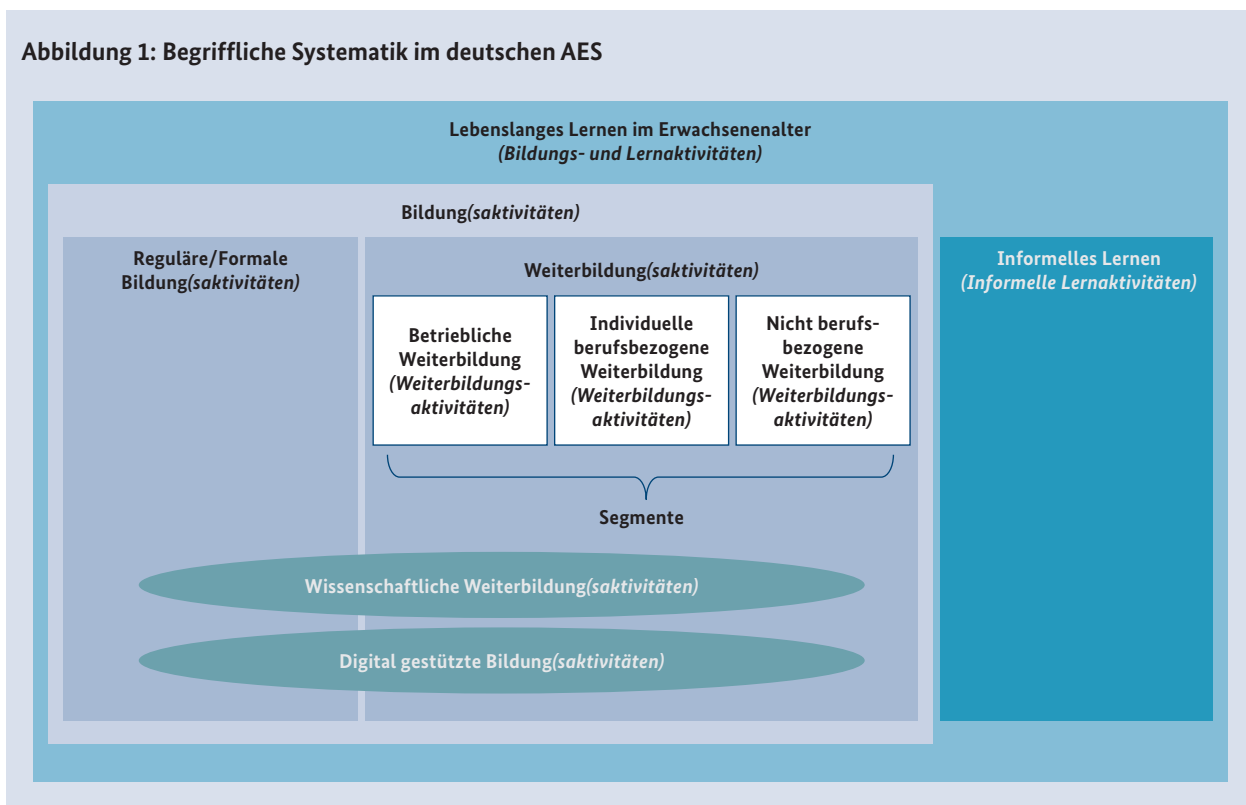 Abbildung 1: Begriffliche Systematik im deutschen AES
Lebenslanges Lernen im Erwachsenenalter
(Bildungs- und Lernaktivitäten)
Bildung(saktivitäten)
Reguläre/Formale
Bildung(saktivitäten)
Weiterbildung(saktivitäten)
Betriebliche
Weiterbildung
(Weiterbildungs-
aktivitäten)
Individuelle
berufsbezogene
Weiterbildung
(Weiterbildungs-
aktivitäten)
Nicht berufs-
bezogene
Weiterbildung
(Weiterbildungs-
aktivitäten)
Segmente
Wissenschaftliche Weiterbildung(saktivitäten)
Digital gestützte Bildung(saktivitäten)
Informelles Lernen
(Informelle Lernaktivitäten)